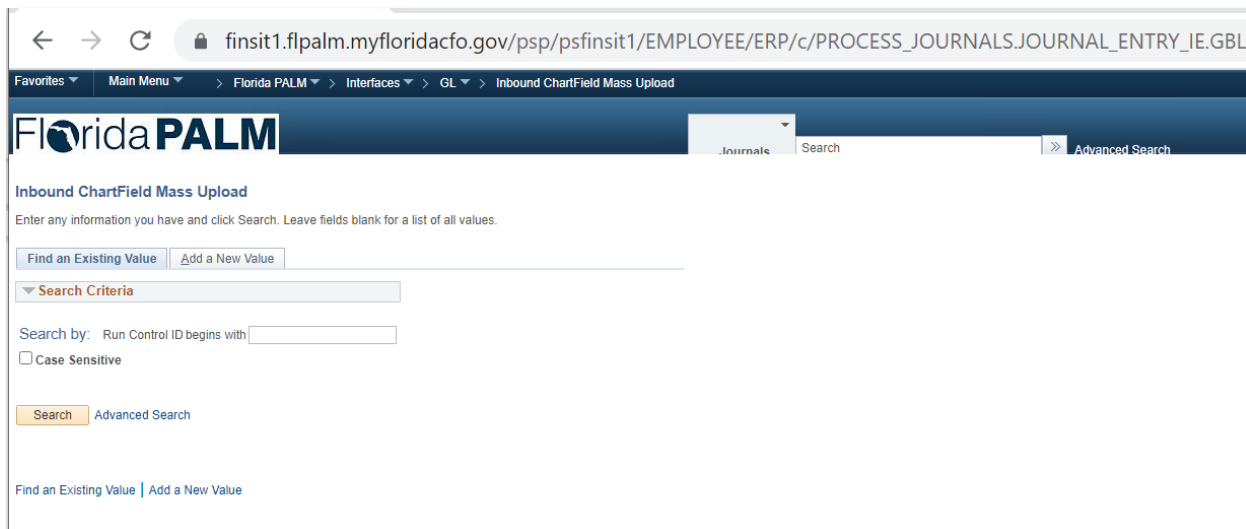 finsit1.flpalm.myfloridacfo.gov/psp/psfinsit1/EMPLOYEE/ERP/c/PROCESS_JOURNALS.JOURNAL_ENTRY_IE.GBL
Favorites Main Menu > Florida PALM > Interfaces > GL > Inbound ChartField Mass Upload
Florida PALM
Journals Search » Advanced Search
Inbound ChartField Mass Upload
Enter any information you have and click Search. Leave fields blank for a list of all values.
Find an Existing Value Add a New Value
Search Criteria
Search by: Run Control ID begins with
Case Sensitive
Search Advanced Search
Find an Existing Value | Add a New Value